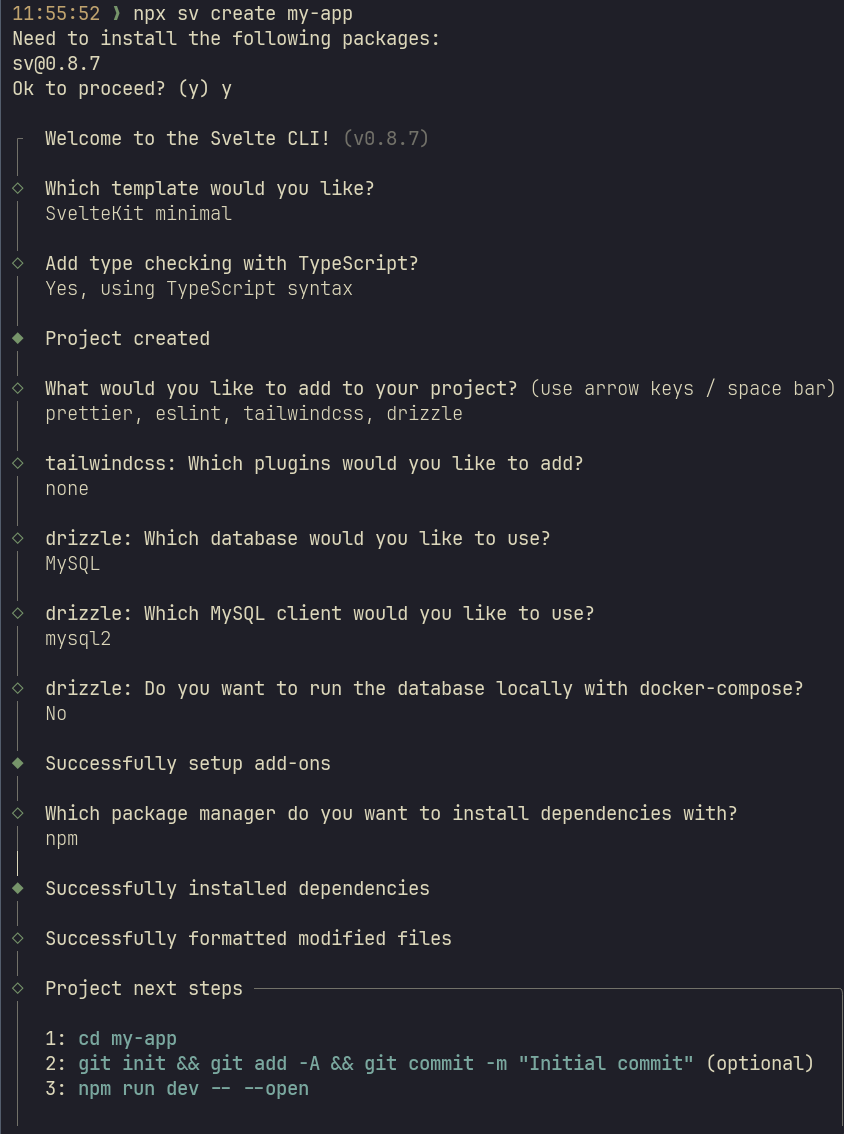 11:55:52 ❯ npx sv create my-app
Need to install the following packages:
sv@0.8.7
Ok to proceed? (y) y
Welcome to the Svelte CLI! (v0.8.7)
Which template would you like?
SvelteKit minimal
Add type checking with TypeScript?
Yes, using TypeScript syntax
Project created
What would you like to add to your project? (use arrow keys / space bar)
prettier, eslint, tailwindcss, drizzle
tailwindcss: Which plugins would you like to add?
none
drizzle: Which database would you like to use?
MySQL
drizzle: Which MySQL client would you like to use?
mysql2
drizzle: Do you want to run the database locally with docker-compose?
No
Successfully setup add-ons
Which package manager do you want to install dependencies with?
npm
Successfully installed dependencies
Successfully formatted modified files
Project next steps
1: cd my-app
2: git init && git add -A && git commit -m "Initial commit" (optional)
3: npm run dev -- --open